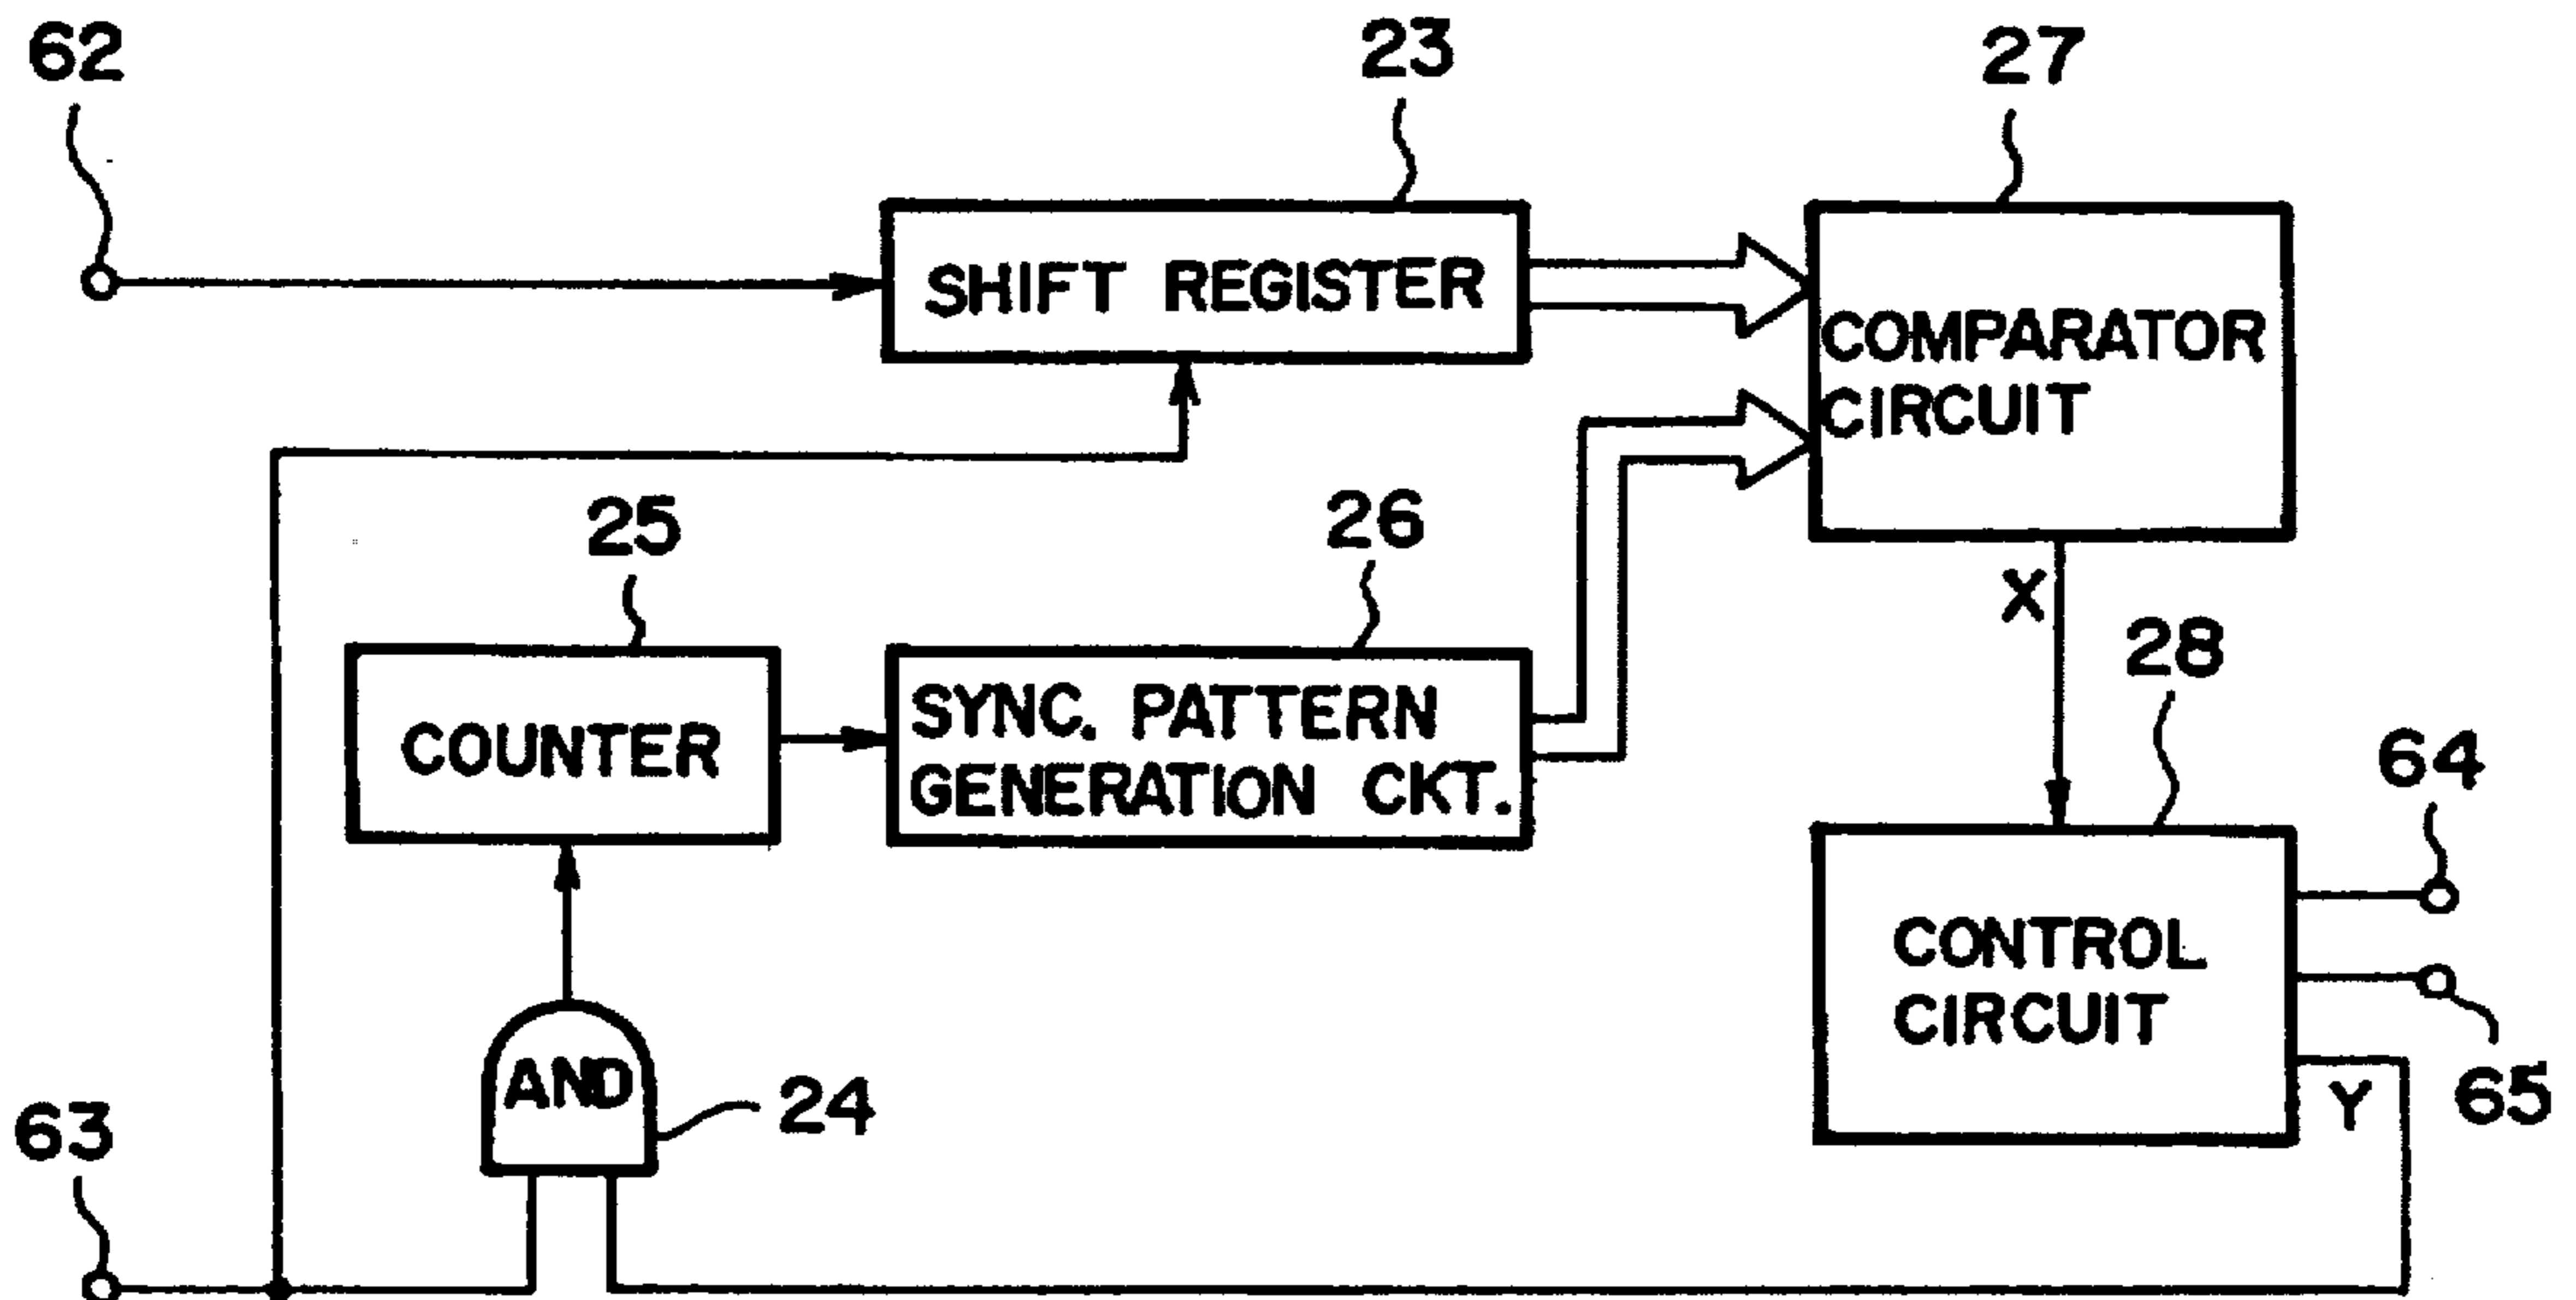 62
23
27
SHIFT REGISTER
COMPARATOR
CIRCUIT
25
26
X
28
COUNTER
SYNC. PATTERN
GENERATION CKT.
64
CONTROL
CIRCUIT
65
Y
AND
24
63